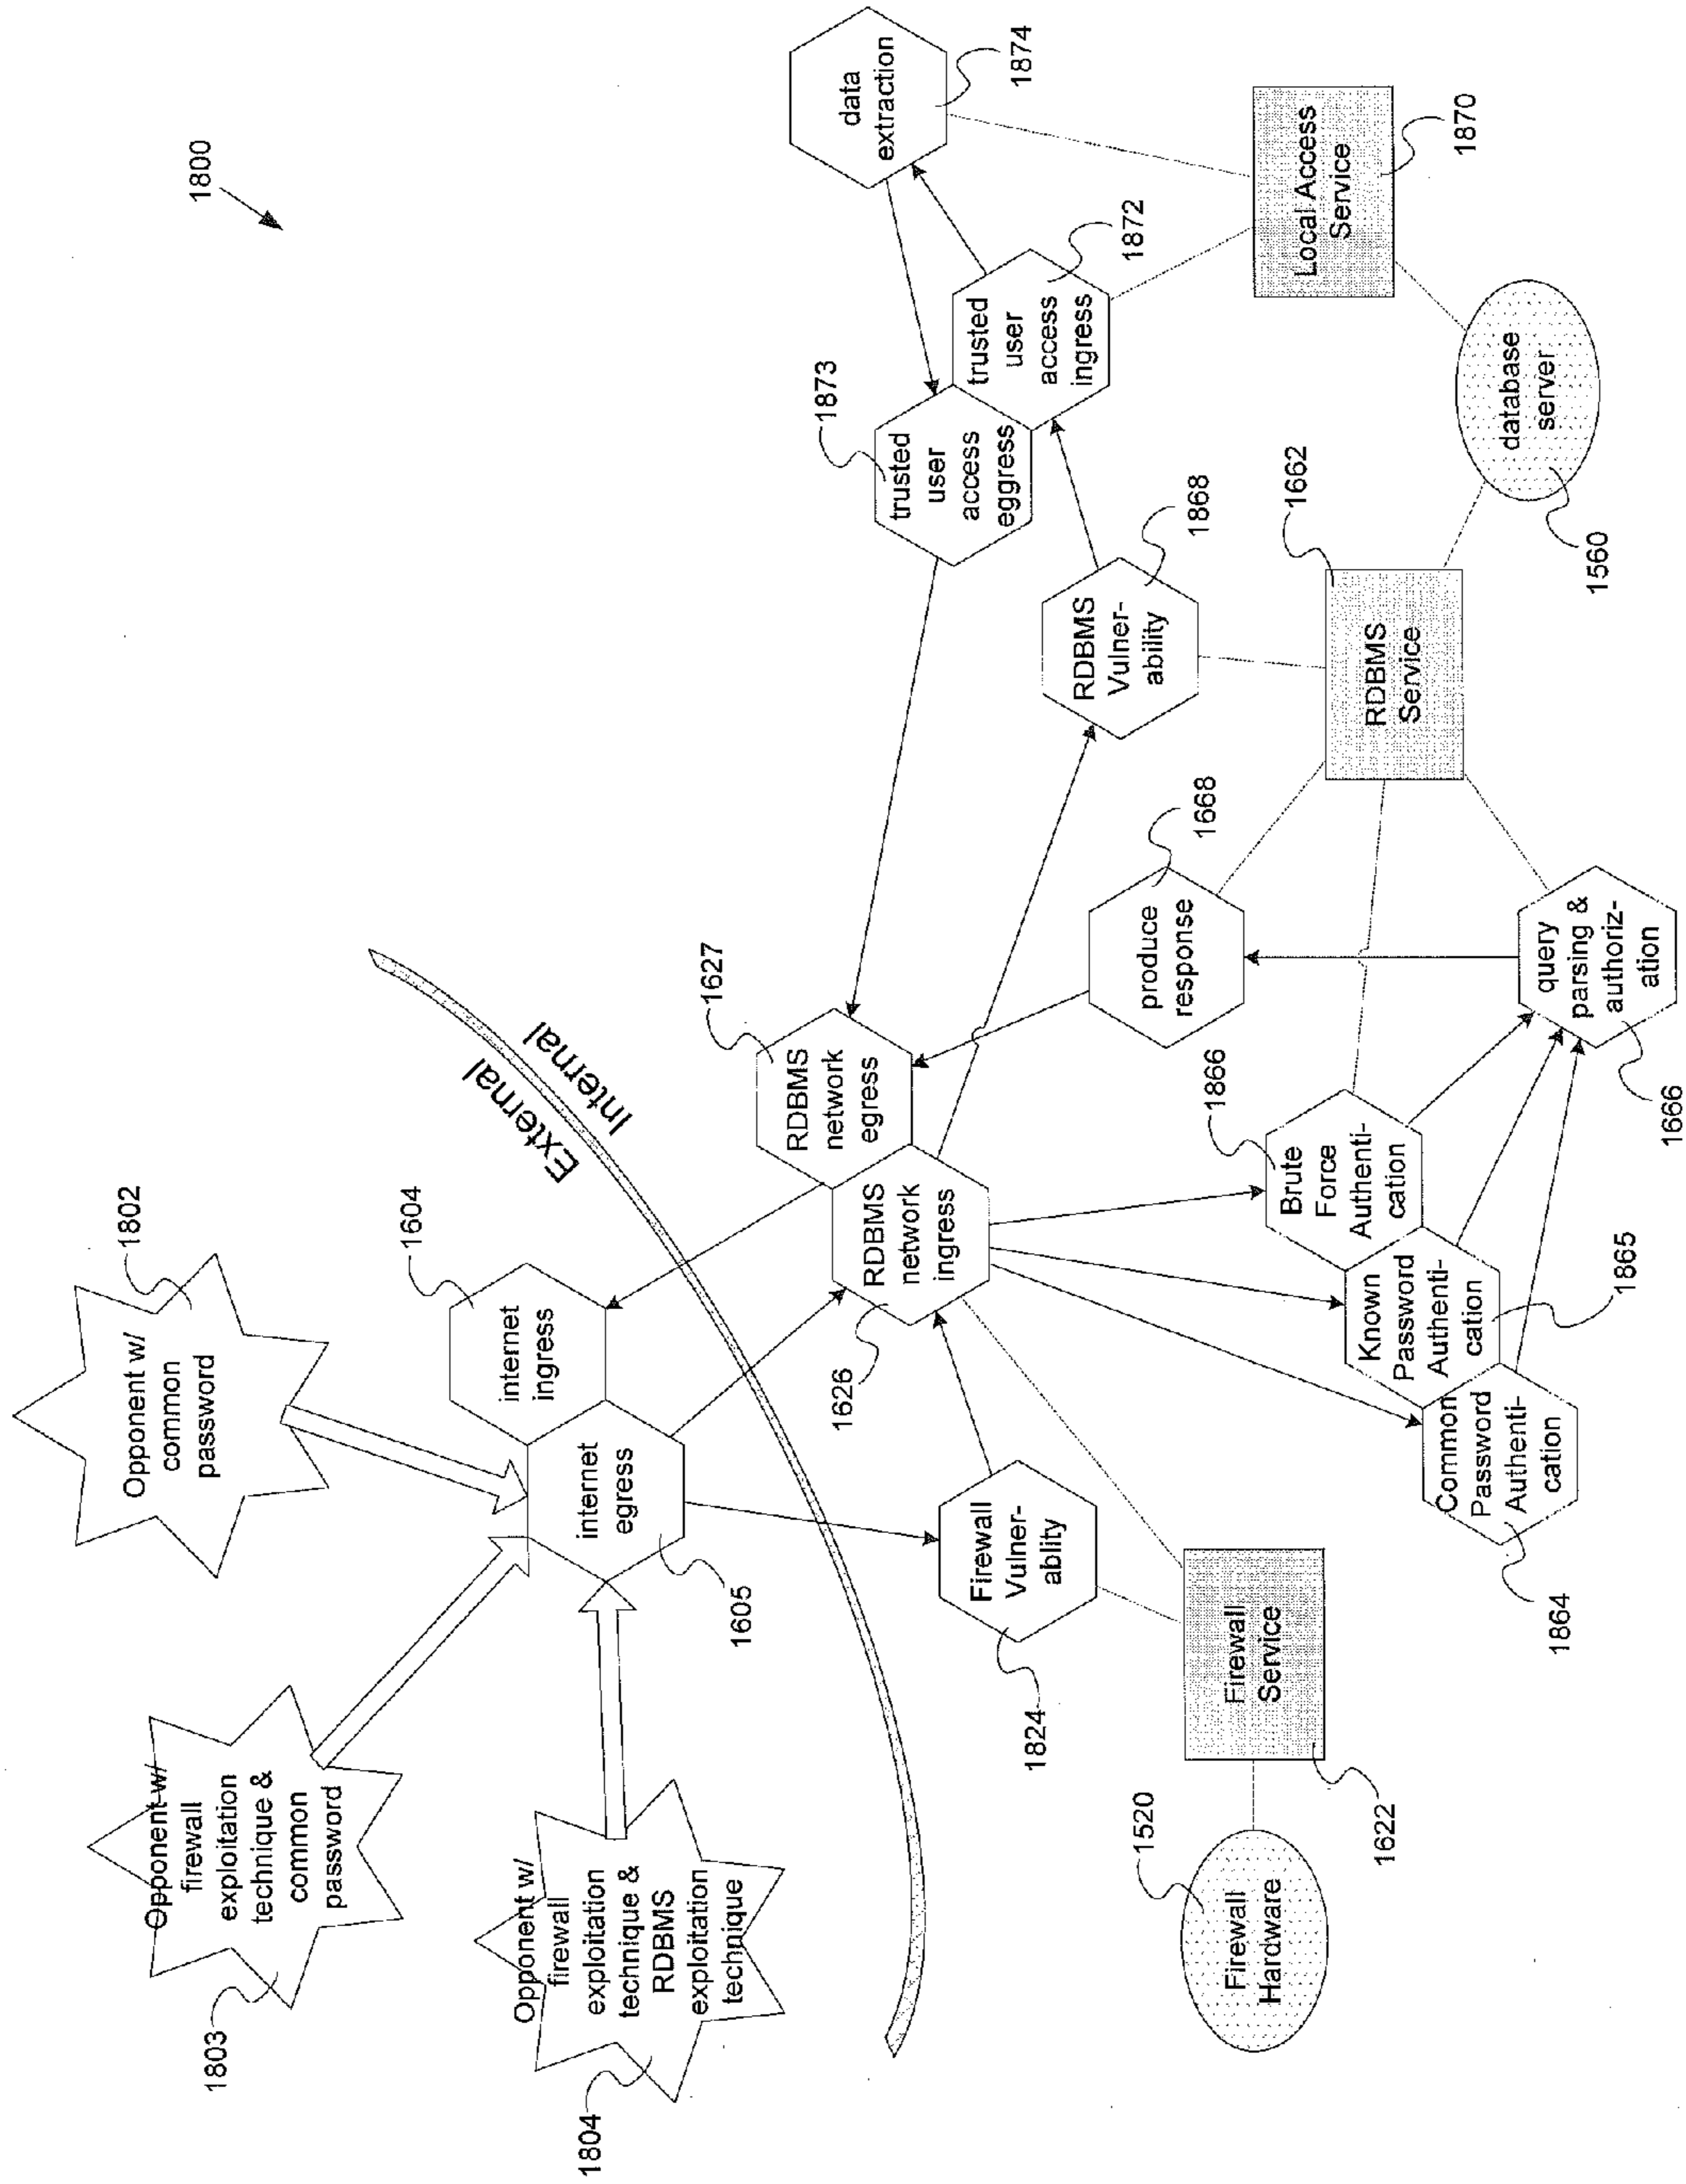 1800
Opponent w/
common
password
1802
Opponent w/
firewall
exploitation
technique &
common
password
1803
Opponent w/
firewall
exploitation
technique &
RDBMS
exploitation
technique
1804
internet
ingress
1604
internet
egress
1605
External
Internal
RDBMS
network
egress
1627
RDBMS
network
ingress
1626
Firewall
Vulner-
ablity
1824
Firewall
Service
1622
Firewall
Hardware
1520
trusted
user
access
eggress
1873
trusted
user
access
ingress
1872
data
extraction
1874
RDBMS
Vulner-
ability
1868
produce
response
1668
Brute
Force
Authenti-
cation
1866
Known
Password
Authenti-
cation
1865
Common
Password
Authenti-
cation
1864
query
parsing &
authoriz-
ation
1666
RDBMS
Service
1662
Local Access
Service
1870
database
server
1560